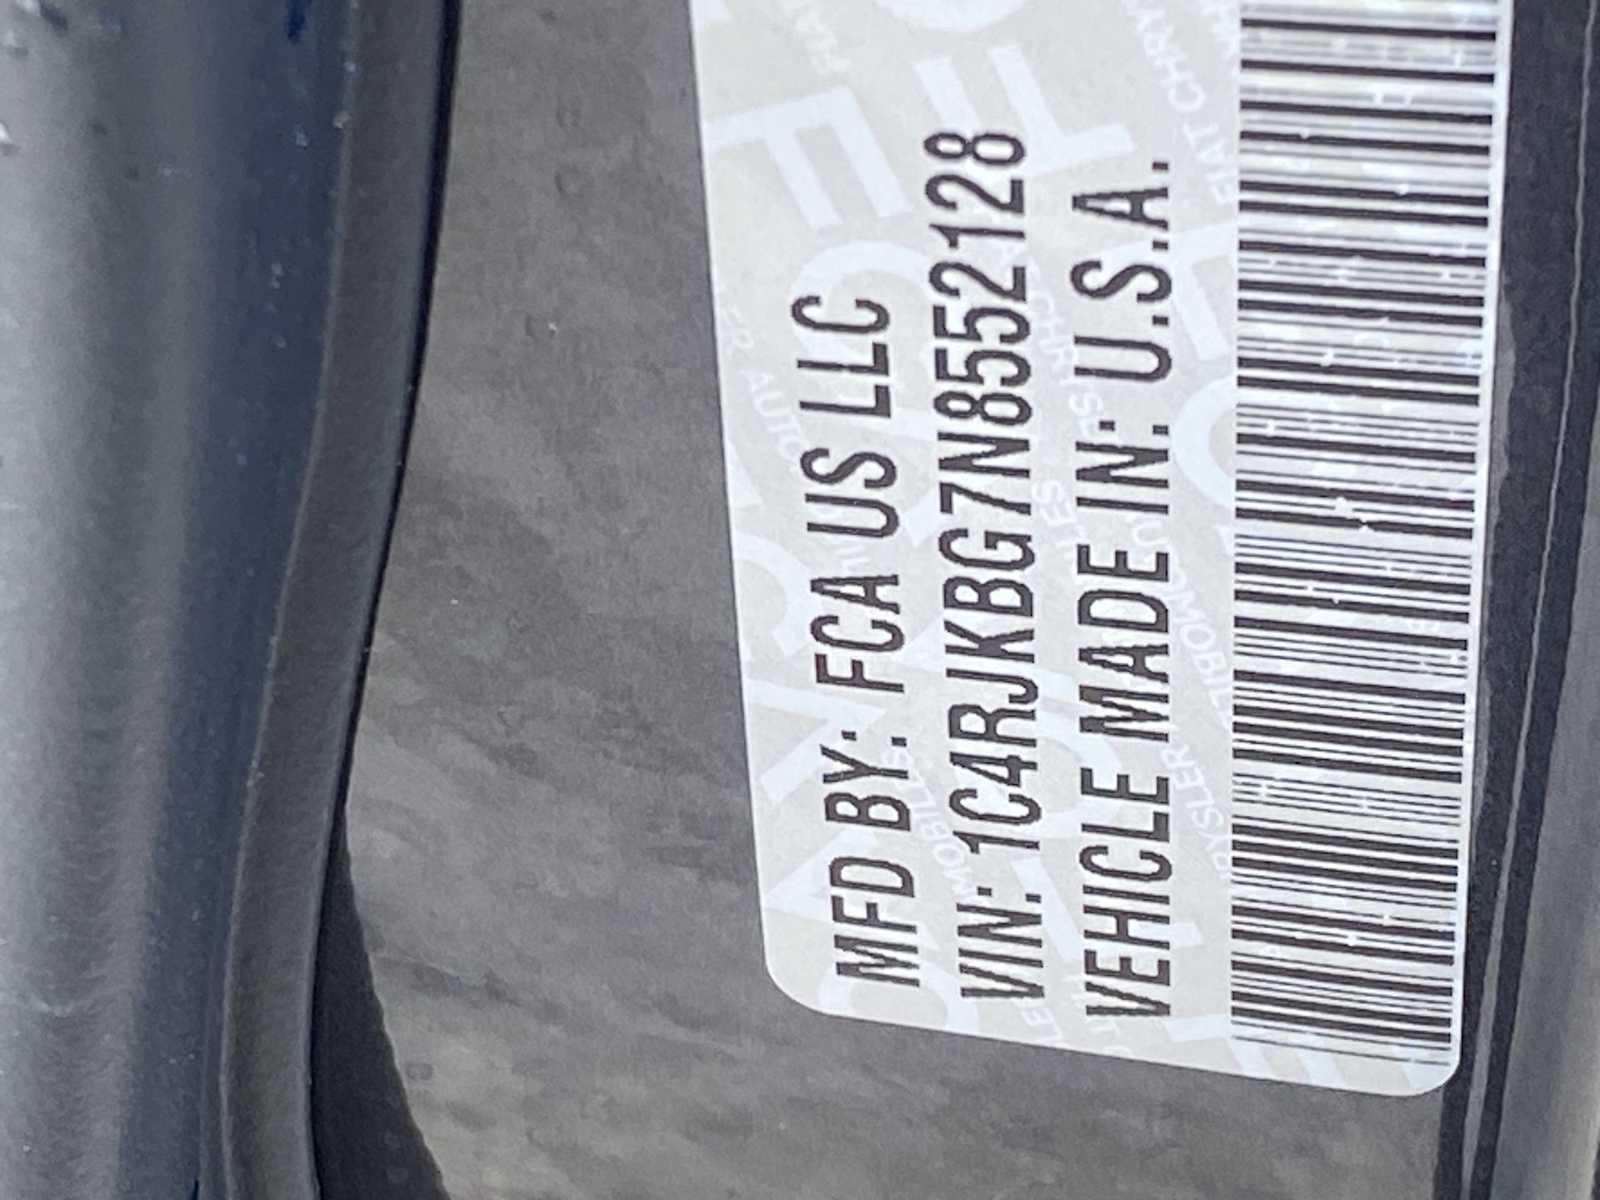 MFD BY: FCA US LLC
VIN: 1C4RJKBG7N8552128
VEHICLE MADE IN: U.S.A.